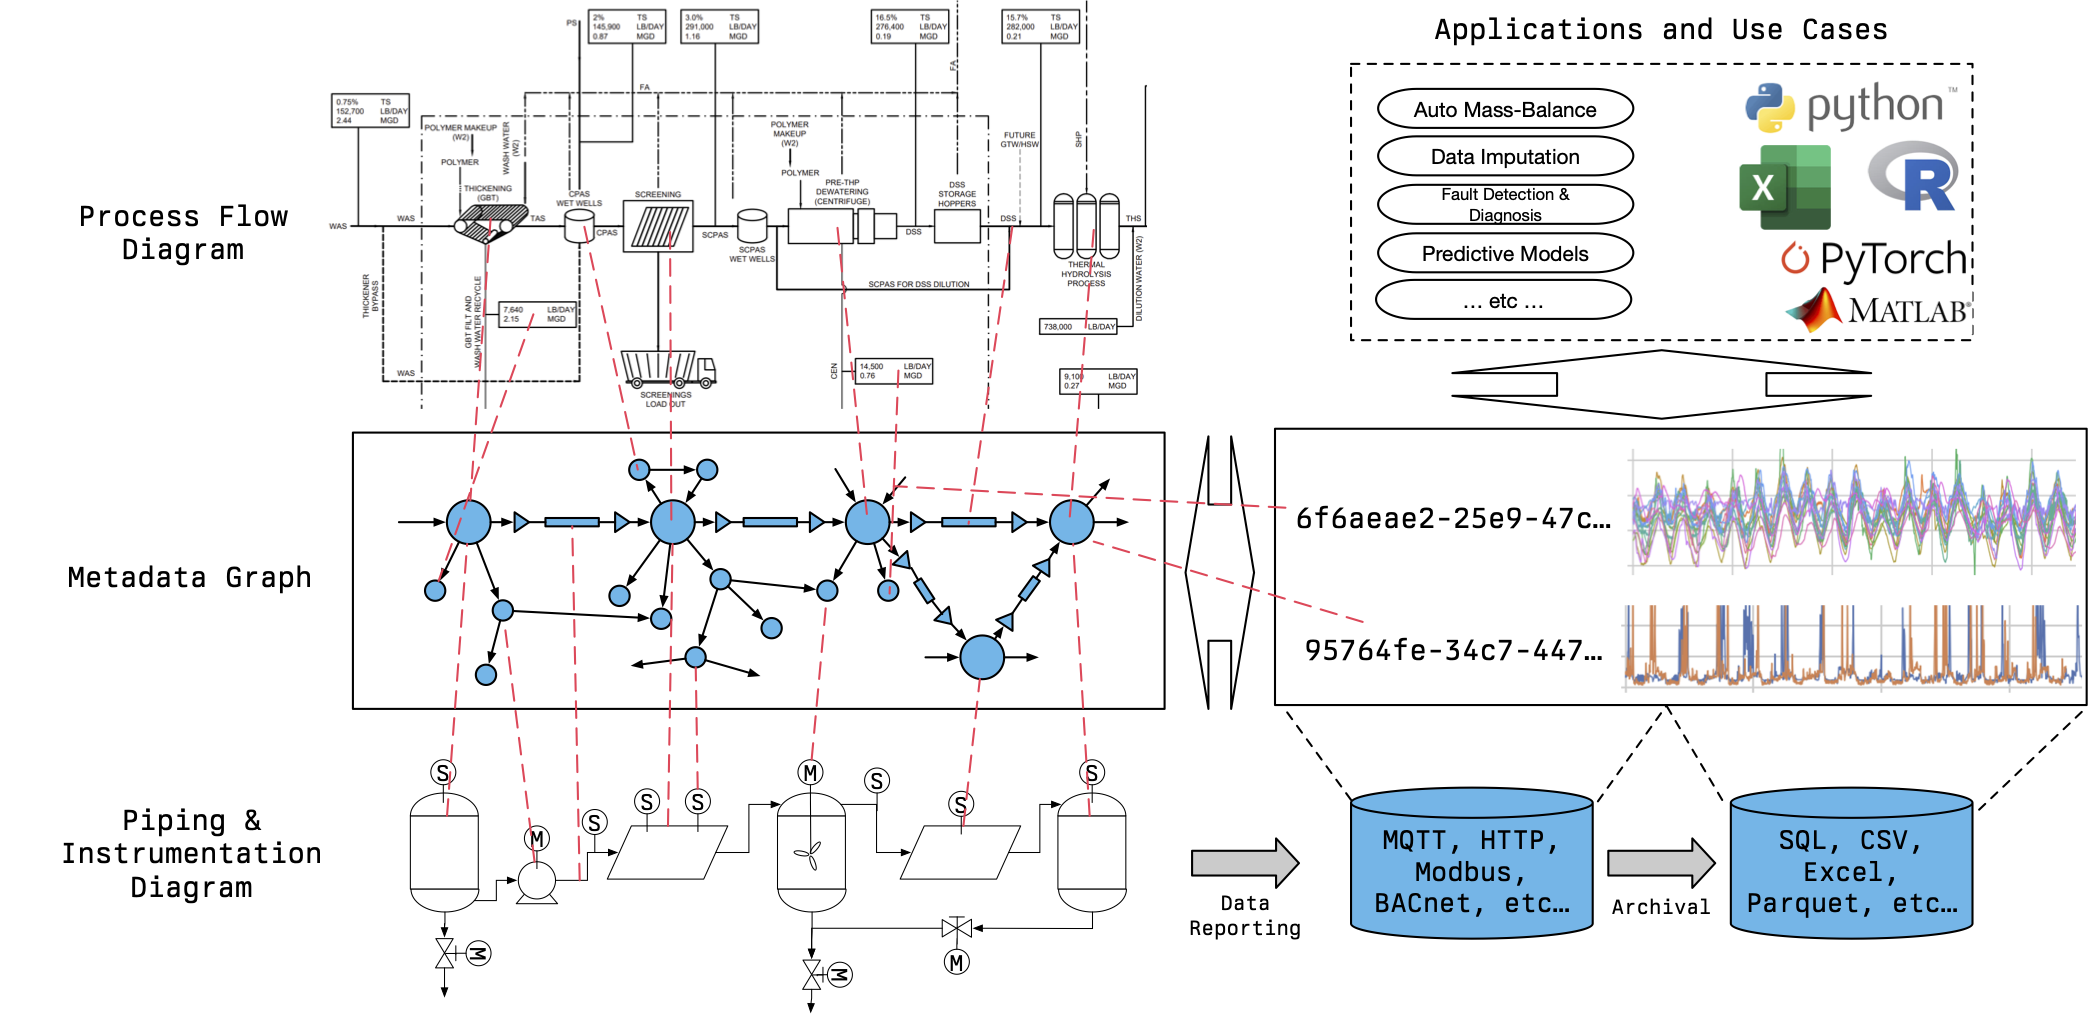 Process Flow
Diagram
PS
2% TS
145,900 LB/DAY
0.87 MGD
3.0% TS
291,000 LB/DAY
1.16 MGD
16.5% TS
276,400 LB/DAY
0.19 MGD
15.7% TS
282,000 LB/DAY
0.21 MGD
0.75% TS
152,700 LB/DAY
2.44 MGD
FA
FA
POLYMER MAKEUP
(W2)
POLYMER
WASH WATER
(W2)
THICKENING
(GBT)
CPAS
WET WELLS
SCREENING
POLYMER
MAKEUP
(W2)
POLYMER
PRE-THP
DEWATERING
(CENTRIFUGE)
DSS
STORAGE
HOPPERS
FUTURE
GTW/HSW
SHP
WAS
WAS
TAS
CPAS
SCPAS
SCPAS
WET WELLS
DSS
DSS
THS
THERMAL
HYDROLYSIS
PROCESS
DILUTION WATER (W2)
SCPAS FOR DSS DILUTION
THICKENER
BYPASS
GBT FILT AND
WASH WATER RECYCLE
7,640 LB/DAY
2.15 MGD
738,000 LB/DAY
WAS
SCREENINGS
LOAD OUT
CEN
14,500 LB/DAY
0.76 MGD
9,100 LB/DAY
0.27 MGD
Metadata Graph
Piping &
Instrumentation
Diagram
S
M
S
S
S
M
S
S
S
M
M
M
Data
Reporting
MQTT, HTTP,
Modbus,
BACnet, etc…
Archival
SQL, CSV,
Excel,
Parquet, etc…
6f6aeae2-25e9-47c…
95764fe-34c7-447…
Applications and Use Cases
Auto Mass-Balance
Data Imputation
Fault Detection &
Diagnosis
Predictive Models
... etc ...
python™
X
R
PyTorch
MATLAB®